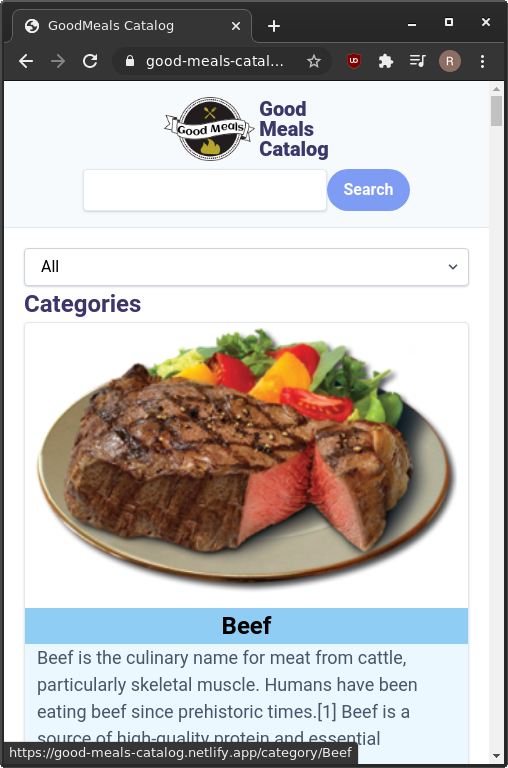 GoodMeals Catalog
good-meals-catal...
R
Good Meals
Good
Meals
Catalog
Search
All
Categories
Beef
Beef is the culinary name for meat from cattle,
particularly skeletal muscle. Humans have been
eating beef since prehistoric times.[1] Beef is a
source of high-quality protein and essential
https://good-meals-catalog.netlify.app/category/Beef